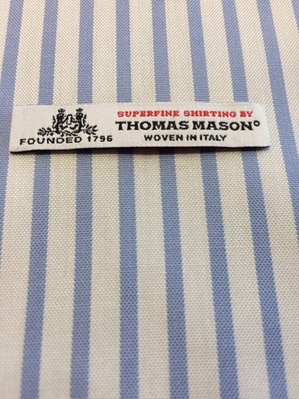 SUPERFINE SHIRTING BY
THOMAS MASON°
FOUNDED 1796
WOVEN IN ITALY